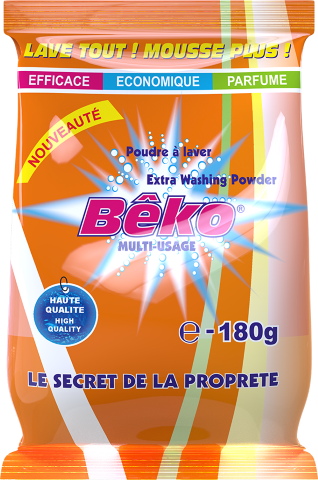 LAVE TOUT ! MOUSSE PLUS !
EFFICACE ECONOMIQUE PARFUME
NOUVEAUTÉ
Poudre à laver
Extra Washing Powder
Bêko®
MULTI-USAGE
HAUTE
QUALITE
HIGH
QUALITY
e - 180g
LE SECRET DE LA PROPRETE